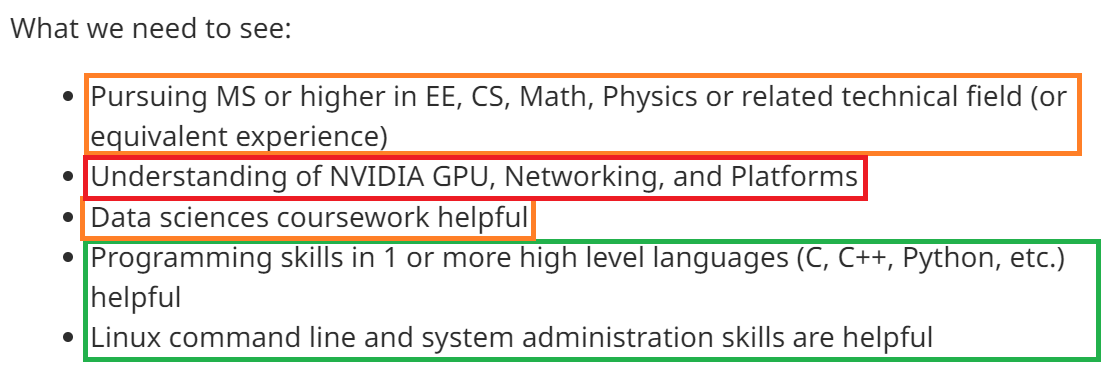 What we need to see:
• Pursuing MS or higher in EE, CS, Math, Physics or related technical field (or
equivalent experience)
• Understanding of NVIDIA GPU, Networking, and Platforms
• Data sciences coursework helpful
• Programming skills in 1 or more high level languages (C, C++, Python, etc.)
helpful
• Linux command line and system administration skills are helpful